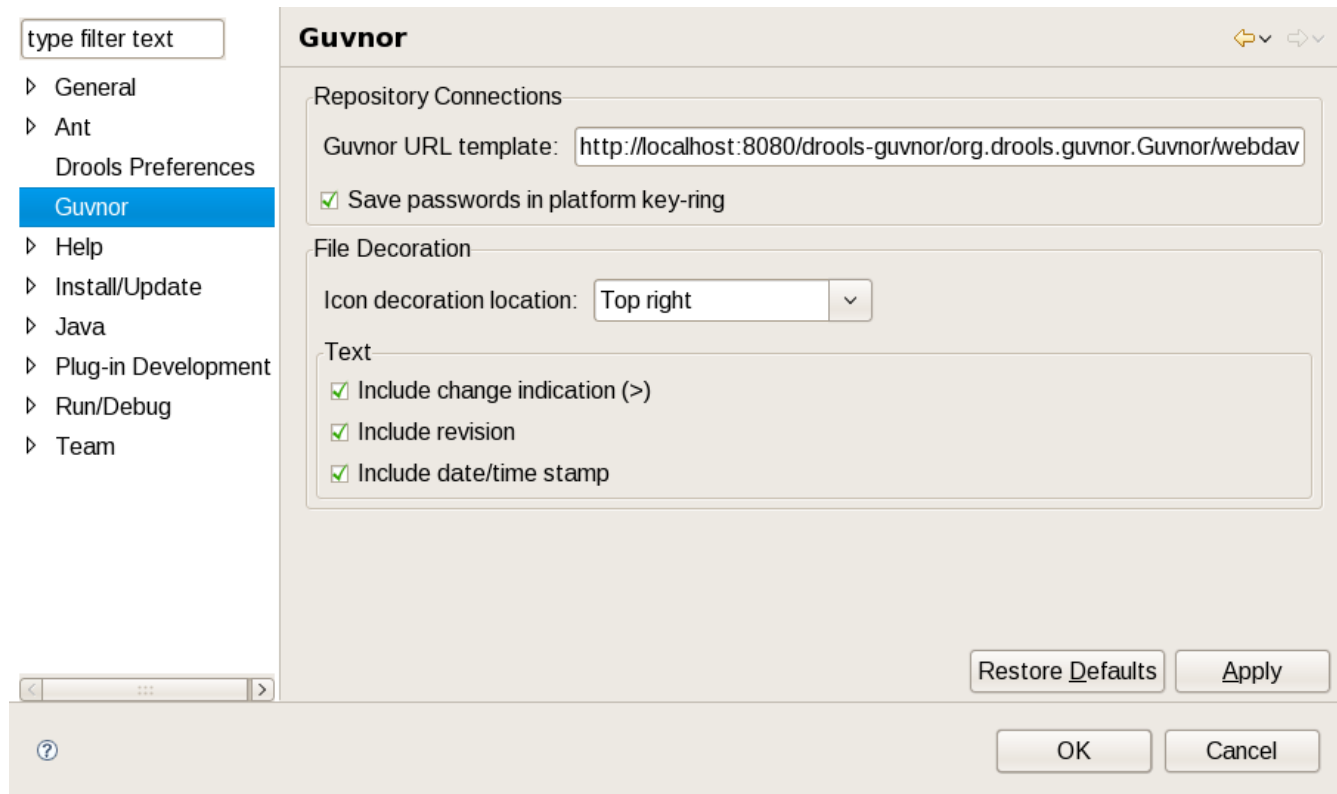 type filter text
General
Ant
Drools Preferences
Guvnor
Help
Install/Update
Java
Plug-in Development
Run/Debug
Team
Guvnor
Repository Connections
Guvnor URL template: http://localhost:8080/drools-guvnor/org.drools.guvnor.Guvnor/webdav
Save passwords in platform key-ring
File Decoration
Icon decoration location: Top right
Text
Include change indication (>)
Include revision
Include date/time stamp
Restore Defaults Apply
? OK Cancel